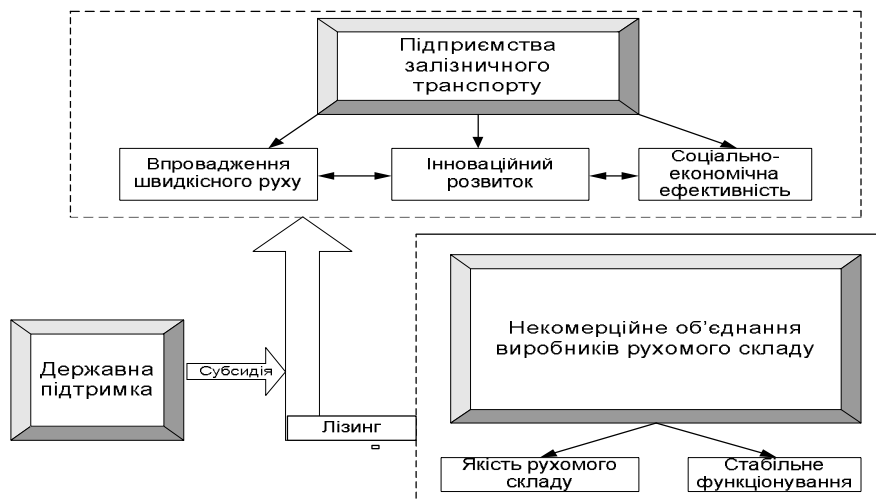 Підприємства
залізничного
транспорту
Впровадження
швидкісного руху
Інноваційний
розвиток
Соціально-
економічна
ефективність
Некомерційне об’єднання
виробників рухомого складу
Державна
підтримка
Субсидія
Лізинг
Якість рухомого
складу
Стабільне
функціонування